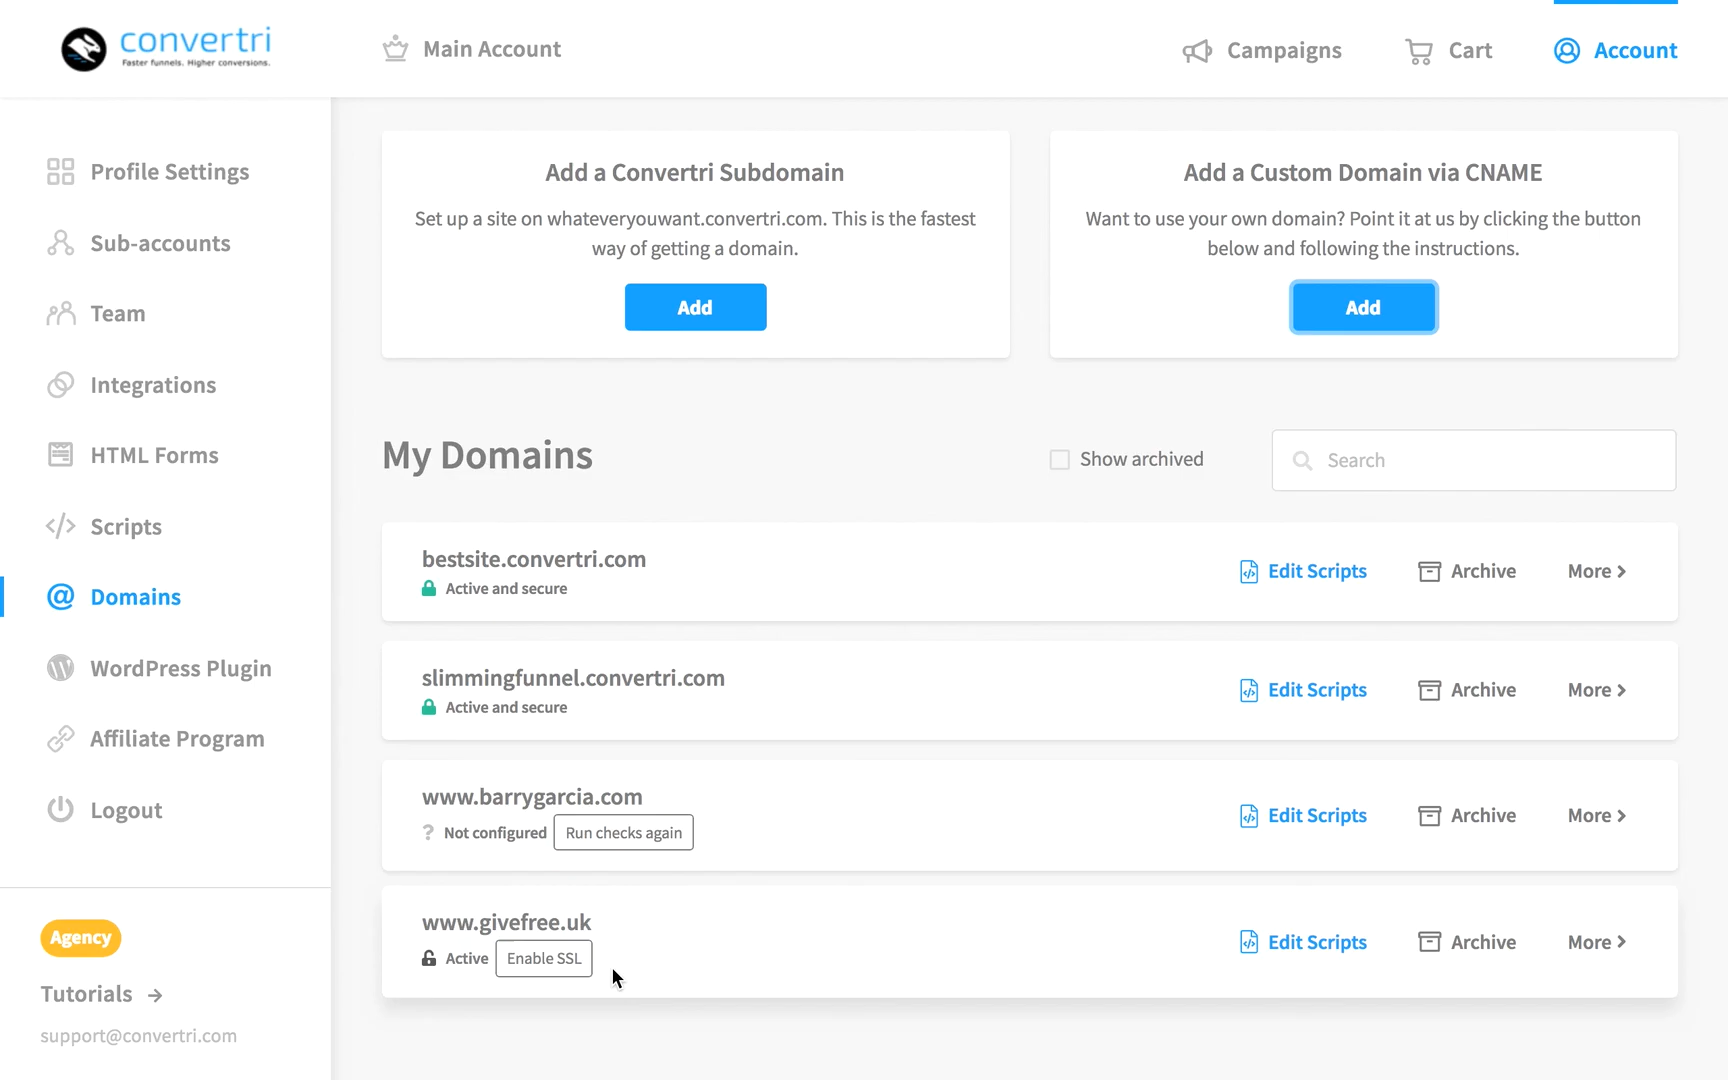 convertri
Faster funnels. Higher conversions.
Main Account
Campaigns
Cart
Account
Profile Settings
Sub-accounts
Team
Integrations
HTML Forms
Scripts
Domains
WordPress Plugin
Affiliate Program
Logout
Agency
Tutorials →
support@convertri.com
Add a Convertri Subdomain
Set up a site on whateveryouwant.convertri.com. This is the fastest
way of getting a domain.
Add
Add a Custom Domain via CNAME
Want to use your own domain? Point it at us by clicking the button
below and following the instructions.
Add
My Domains
Show archived
Search
bestsite.convertri.com
Active and secure
Edit Scripts
Archive
More >
slimmingfunnel.convertri.com
Active and secure
Edit Scripts
Archive
More >
www.barrygarcia.com
? Not configured
Run checks again
Edit Scripts
Archive
More >
www.givefree.uk
Active
Enable SSL
Edit Scripts
Archive
More >